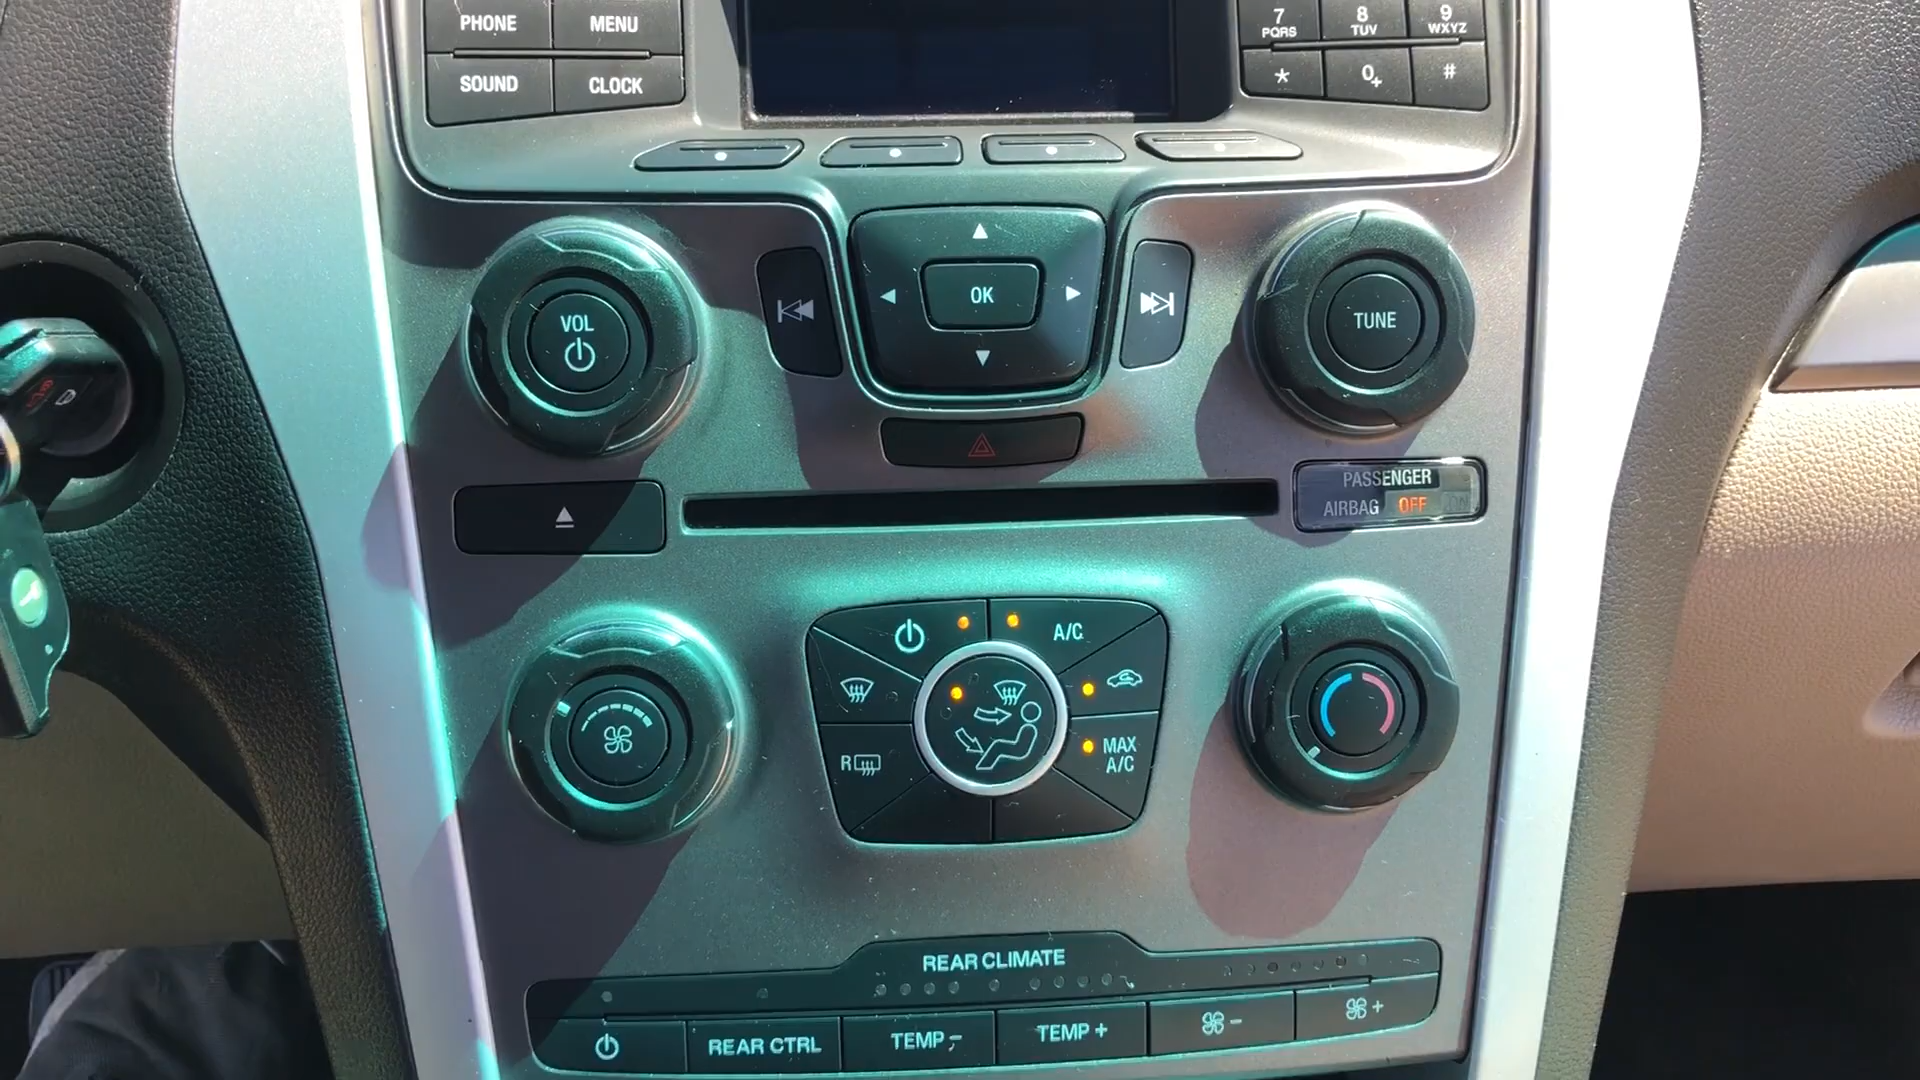 PHONE
MENU
SOUND
CLOCK
7
PQRS
8
TUV
9
WXYZ
*
0+
#
VOL
OK
TUNE
PASSENGER
AIRBAG OFF ON
A/C
R
MAX
A/C
REAR CLIMATE
REAR CTRL
TEMP -
TEMP +
-
+